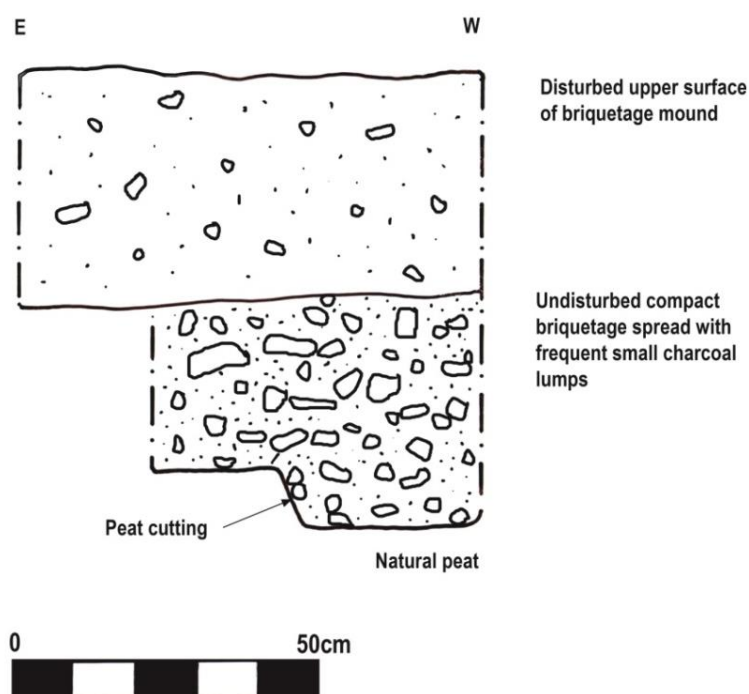 E
W
Disturbed upper surface
of briquetage mound
Undisturbed compact
briquetage spread with
frequent small charcoal
lumps
Peat cutting
Natural peat
0
50cm